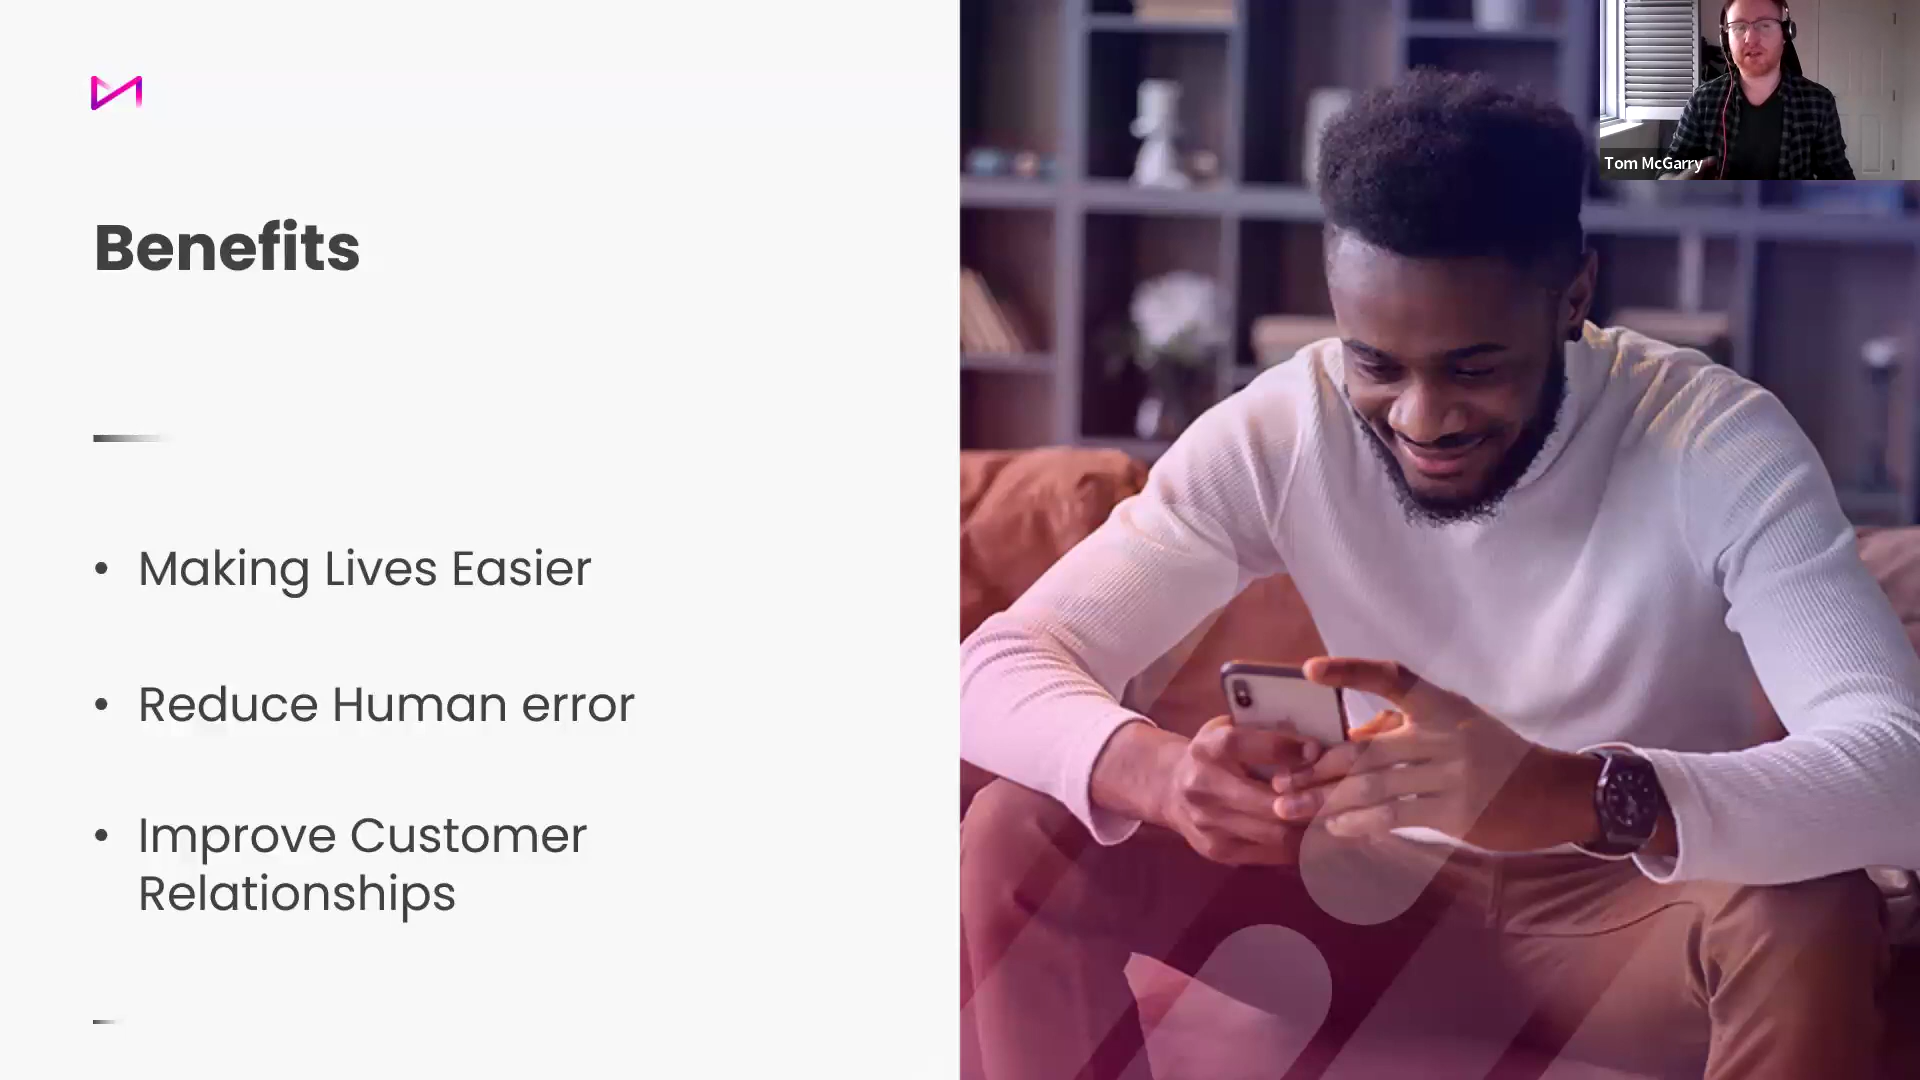 Tom McGarry
Benefits
• Making Lives Easier
• Reduce Human error
• Improve Customer
Relationships